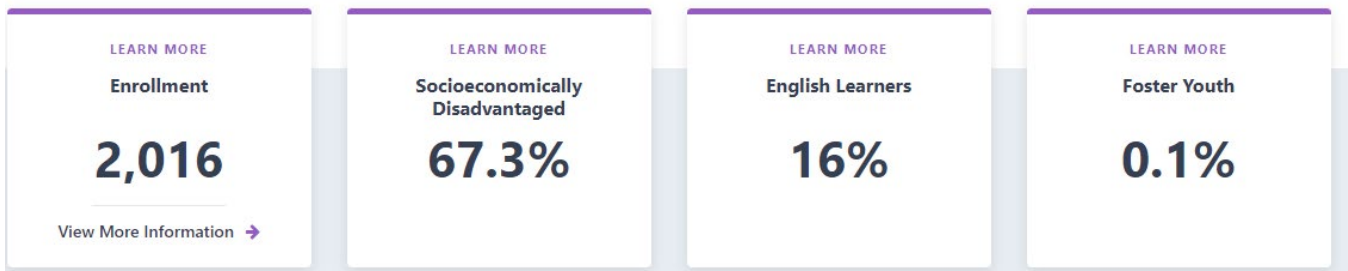 LEARN MORE
Enrollment
2,016
View More Information
LEARN MORE
Socioeconomically
Disadvantaged
67.3%
LEARN MORE
English Learners
16%
LEARN MORE
Foster Youth
0.1%